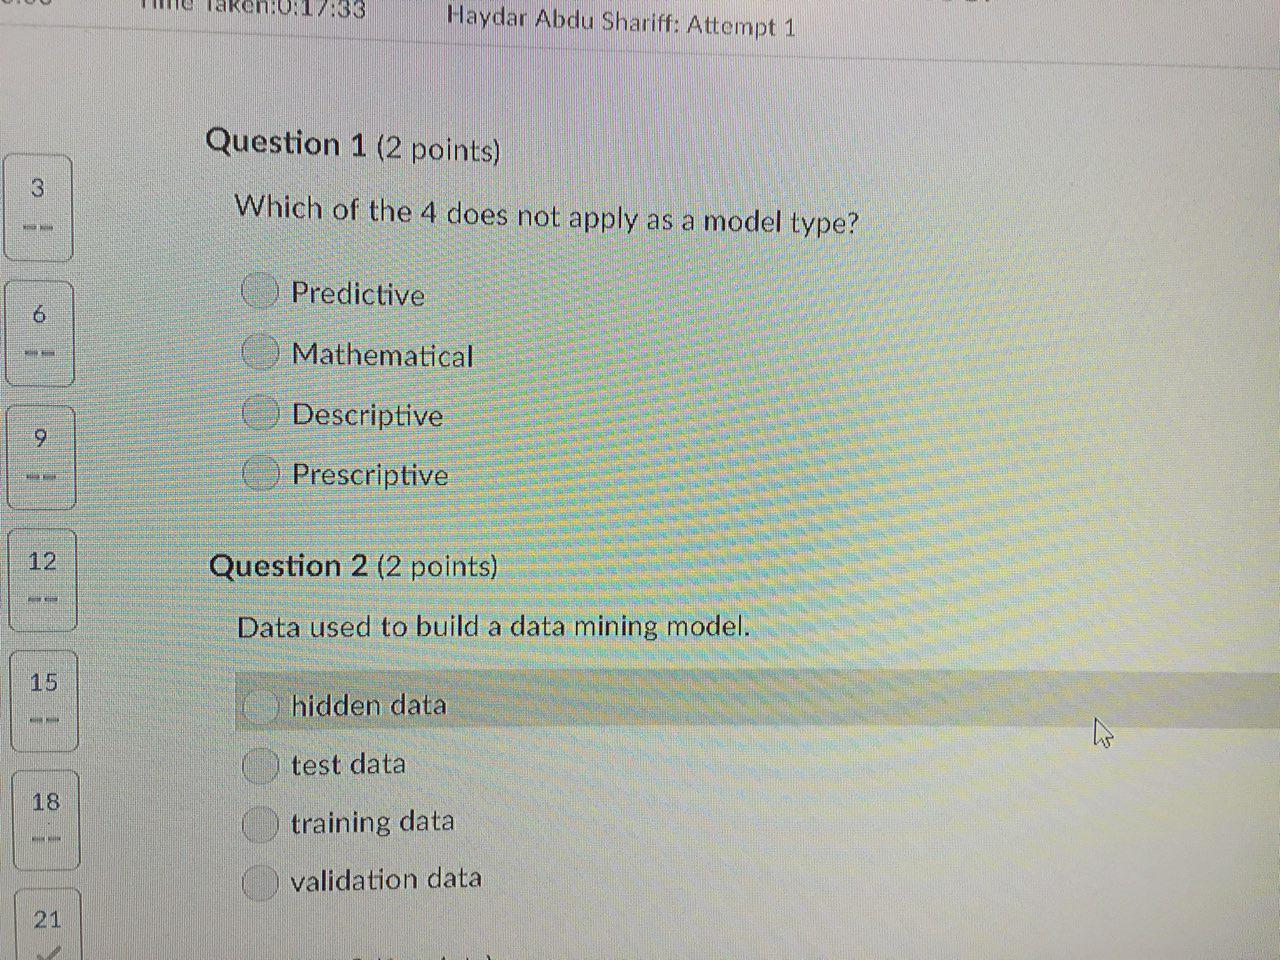 Time Taken:0:17:33
Haydar Abdu Shariff: Attempt 1
3
--
6
--
9
--
12
--
15
--
18
--
21
Question 1 (2 points)
Which of the 4 does not apply as a model type?
Predictive
Mathematical
Descriptive
Prescriptive
Question 2 (2 points)
Data used to build a data mining model.
hidden data
test data
training data
validation data